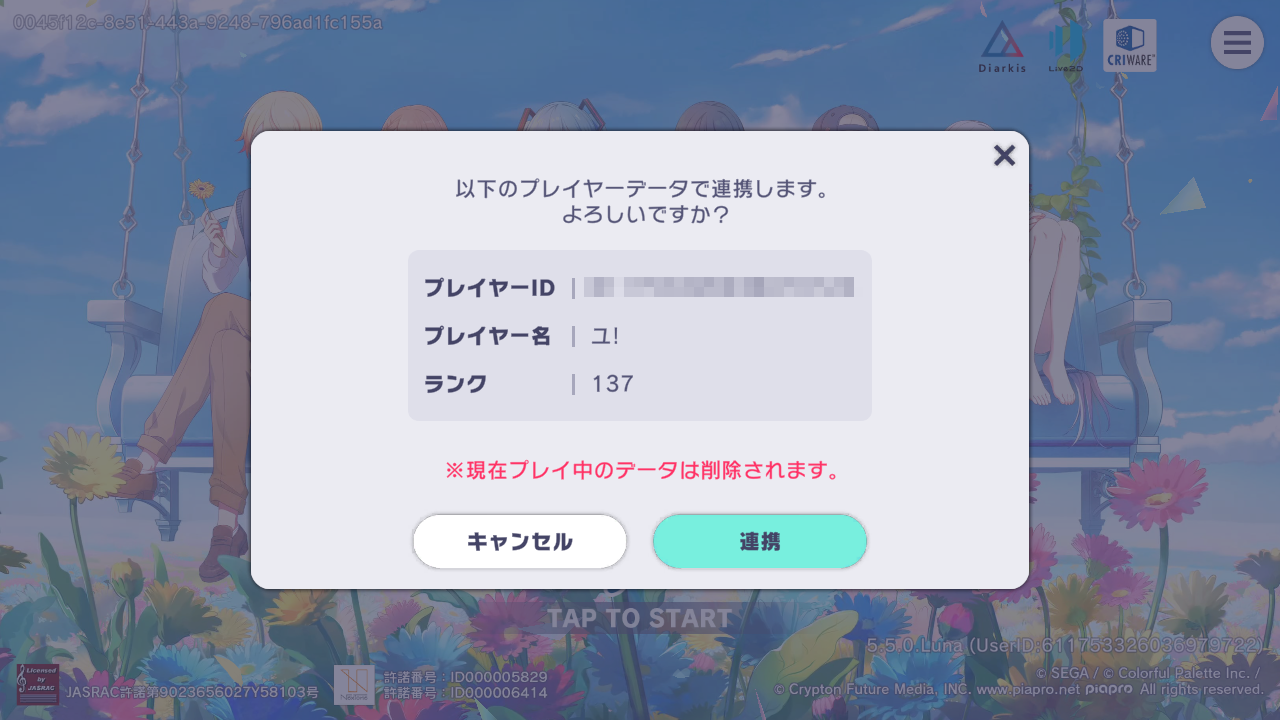 0045f12c-8e51-443a-9248-796ad1fc155a
Diarkis
Live2D
CRIWARE
以下のプレイヤーデータで連携します。
よろしいですか？
プレイヤーID
プレイヤー名 ユ!
ランク 137
※現在プレイ中のデータは削除されます。
キャンセル 連携
TAP TO START
5.5.0.Luna (UserID:611753326036979722)
Licensed
by
JASRAC
JASRAC許諾第9023656027Y58103号
許諾番号：ID000005829
許諾番号：ID000006414
© SEGA / © Colorful Palette Inc. /
© Crypton Future Media, INC. www.piapro.net piapro All rights reserved.